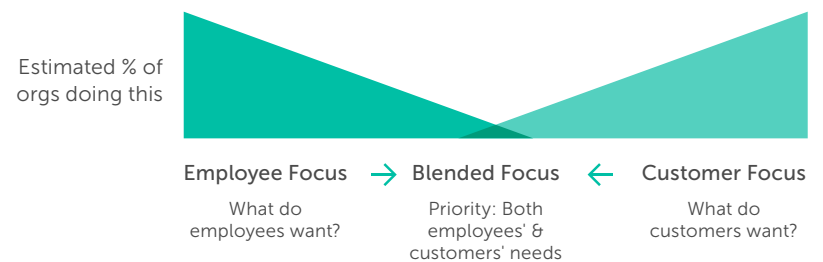 Estimated % of
orgs doing this
Employee Focus
Blended Focus
Customer Focus
What do
employees want?
Priority: Both
employees' &
customers' needs
What do
customers want?